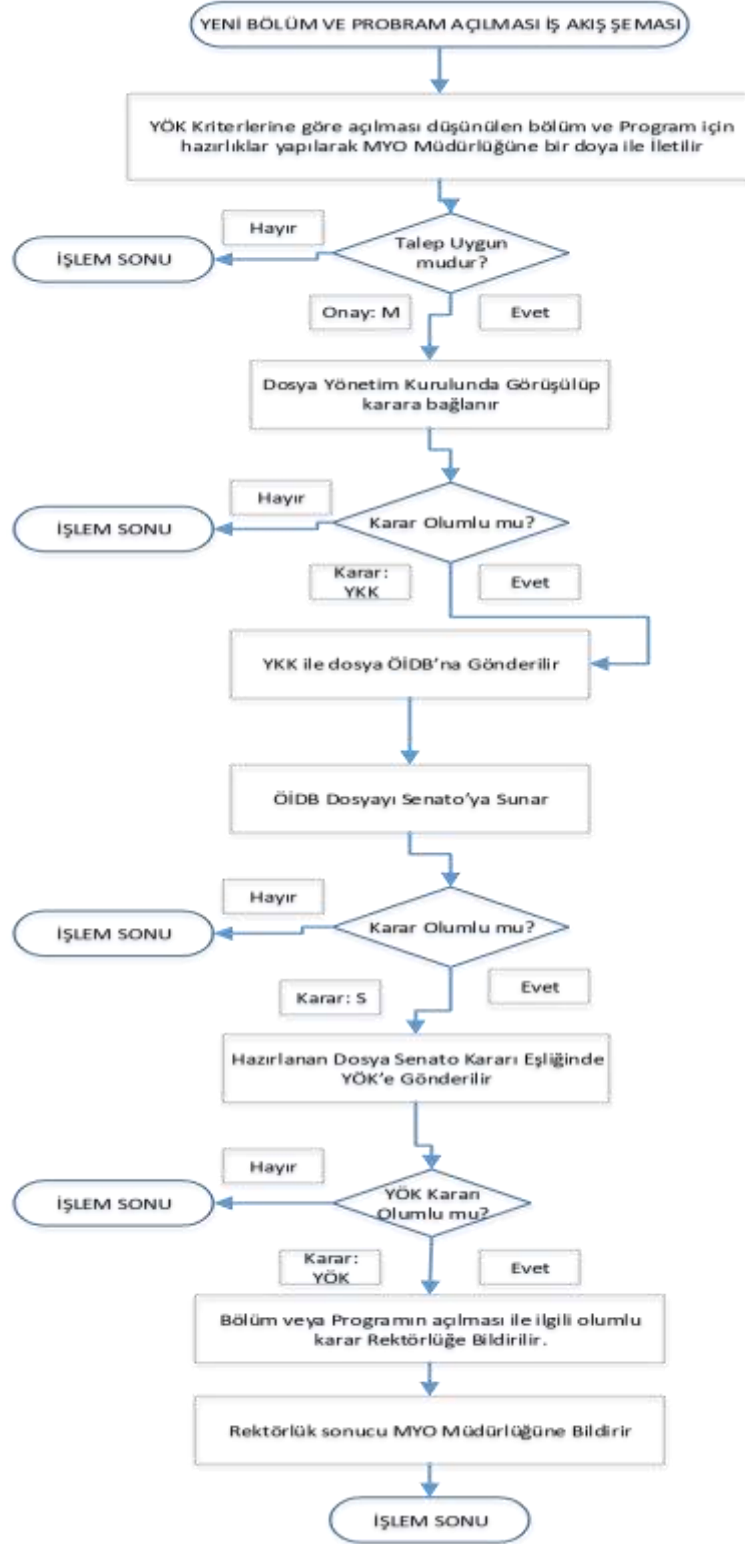 YENİ BÖLÜM VE PROBRAM AÇILMASI İŞ AKIŞ ŞEMASI
YÖK Kriterlerine göre açılması düşünülen bölüm ve Program için
hazırlıklar yapılarak MYO Müdürlüğüne bir doya ile İletilir
Hayır
Talep Uygun
mudur?
İŞLEM SONU
Onay: M
Evet
Dosya Yönetim Kurulunda Görüşülüp
karara bağlanır
Hayır
Karar Olumlu mu?
İŞLEM SONU
Karar:
YKK
Evet
YKK ile dosya ÖİDB'na Gönderilir
ÖİDB Dosyayı Senato'ya Sunar
Hayır
Karar Olumlu mu?
İŞLEM SONU
Karar: S
Evet
Hazırlanan Dosya Senato Kararı Eşliğinde
YÖK'e Gönderilir
Hayır
YÖK Kararı
Olumlu mu?
İŞLEM SONU
Karar:
YÖK
Evet
Bölüm veya Programın açılması ile ilgili olumlu
karar Rektörlüğe Bildirilir.
Rektörlük sonucu MYO Müdürlüğüne Bildirir
İŞLEM SONU